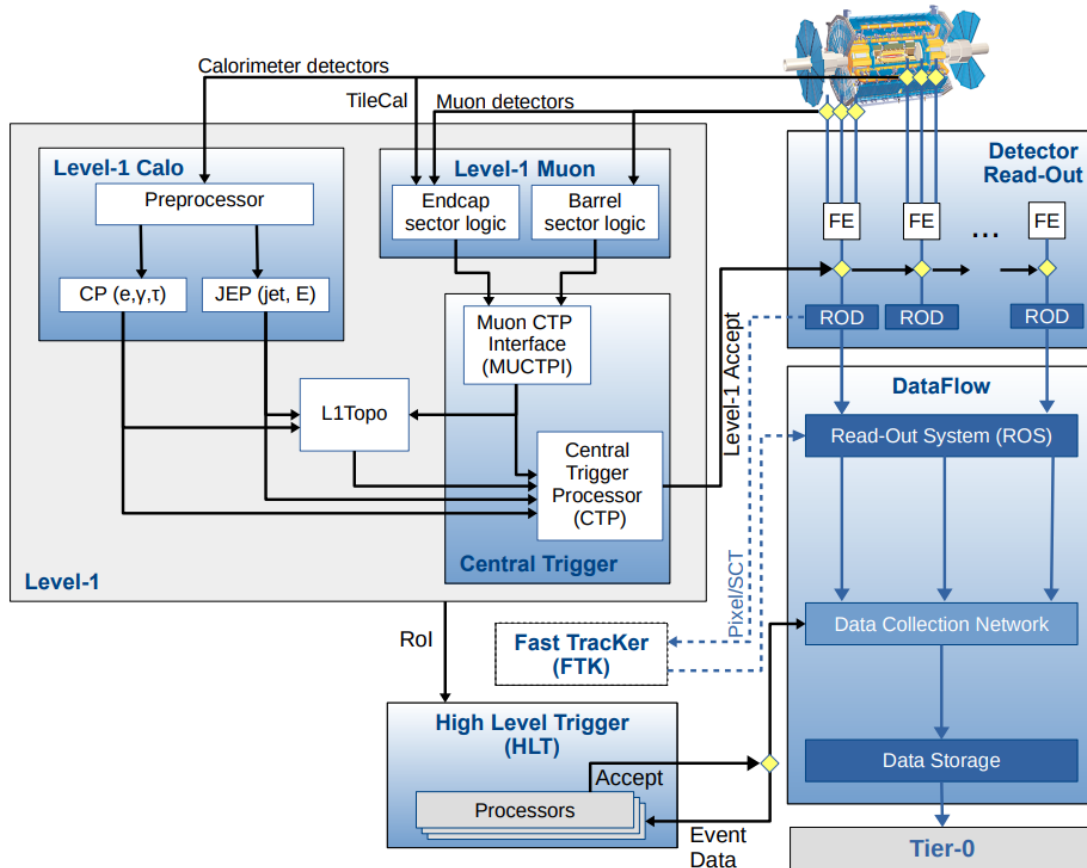 Calorimeter detectors
TileCal
Muon detectors
Level-1 Calo
Preprocessor
CP (e,γ,τ)
JEP (jet, E)
Level-1 Muon
Endcap
sector logic
Barrel
sector logic
Muon CTP
Interface
(MUCTPI)
L1Topo
Central
Trigger
Processor
(CTP)
Central Trigger
Level-1
Level-1 Accept
Detector
Read-Out
FE
FE
...
FE
ROD
ROD
ROD
Pixel/SCT
DataFlow
Read-Out System (ROS)
Data Collection Network
Data Storage
Tier-0
RoI
Fast TracKer
(FTK)
High Level Trigger
(HLT)
Accept
Processors
Event
Data